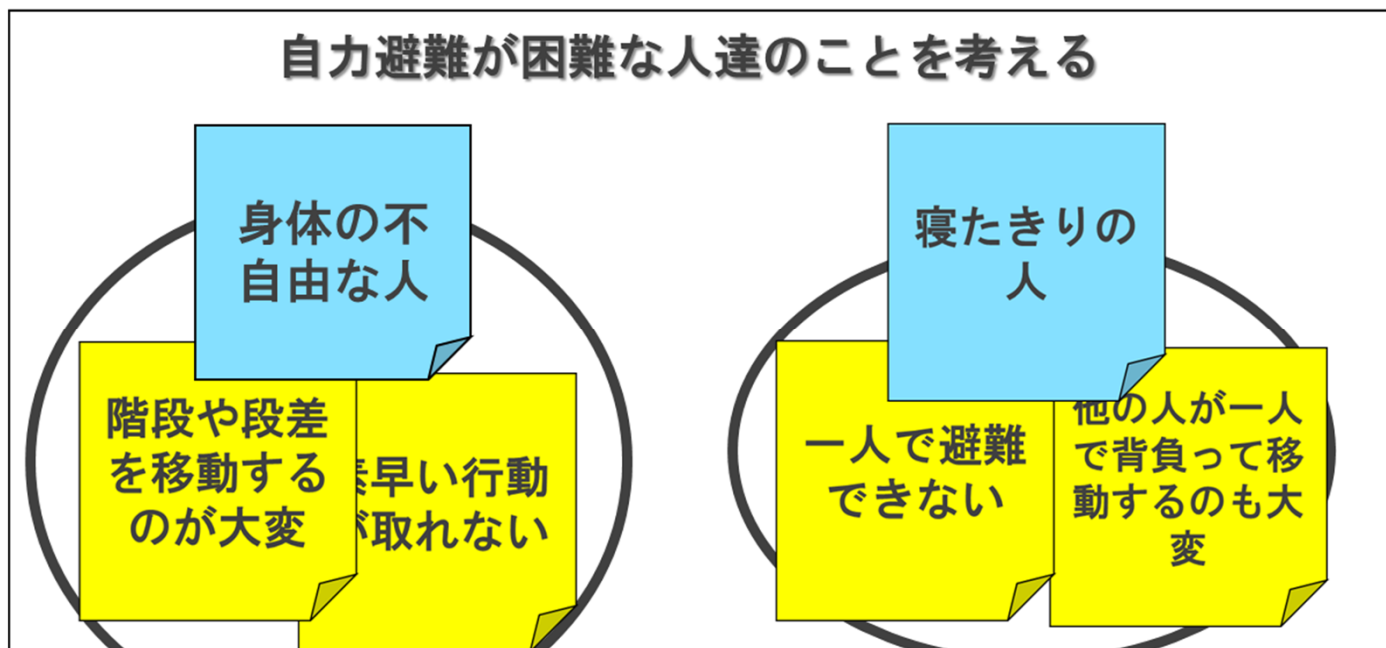 自力避難が困難な人達のことを考える
身体の不
自由な人
階段や段差
を移動する
のが大変
素早い行動
が取れない
寝たきりの
人
一人で避難
できない
他の人が一人
で背負って移
動するのも大
変